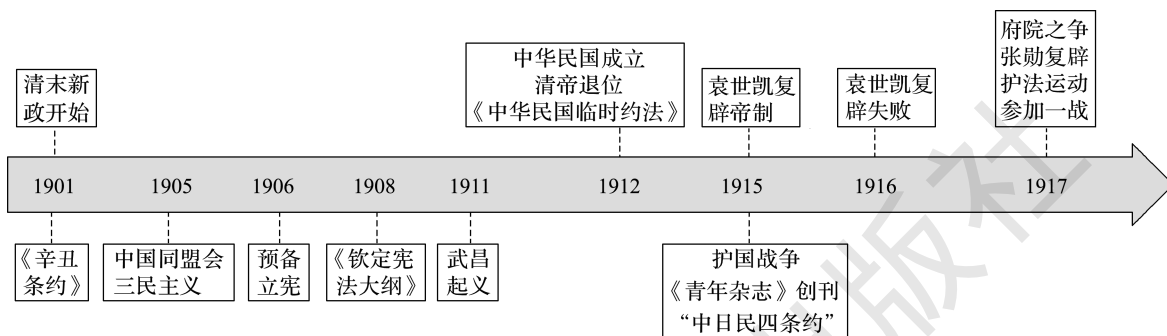 清末新
政开始
中华民国成立
清帝退位
《中华民国临时约法》
袁世凯复
辟帝制
袁世凯复
辟失败
府院之争
张勋复辟
护法运动
参加一战
1901 1905 1906 1908 1911 1912 1915 1916 1917
《辛丑
条约》
中国同盟会
三民主义
预备
立宪
《钦定宪
法大纲》
武昌
起义
护国战争
《青年杂志》创刊
“中日民四条约”
版社